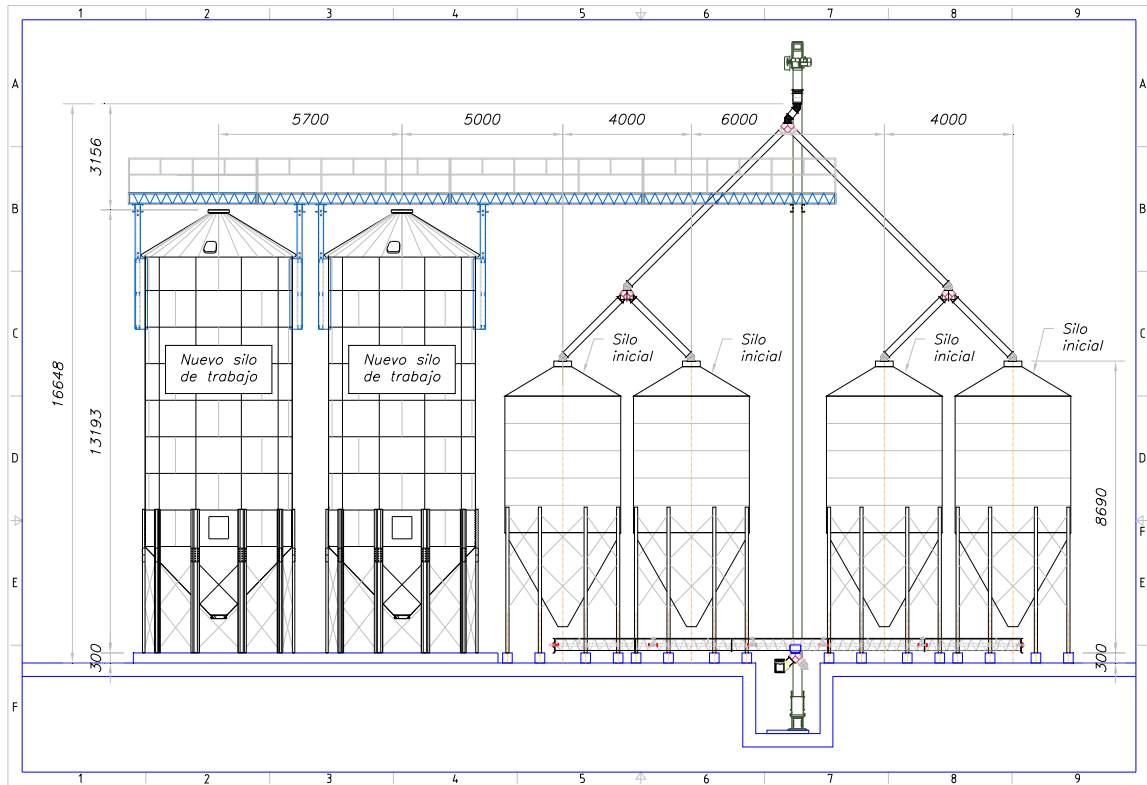 1 2 3 4 5 6 7 8 9
A A
5700 5000 4000 6000 4000
3156
B B
C C
Silo
inicial
Silo
inicial
Silo
inicial
Silo
inicial
Nuevo silo
de trabajo
Nuevo silo
de trabajo
16648
13193
D D
8690
F
E E
300 300
F
1 2 3 4 5 6 7 8 9